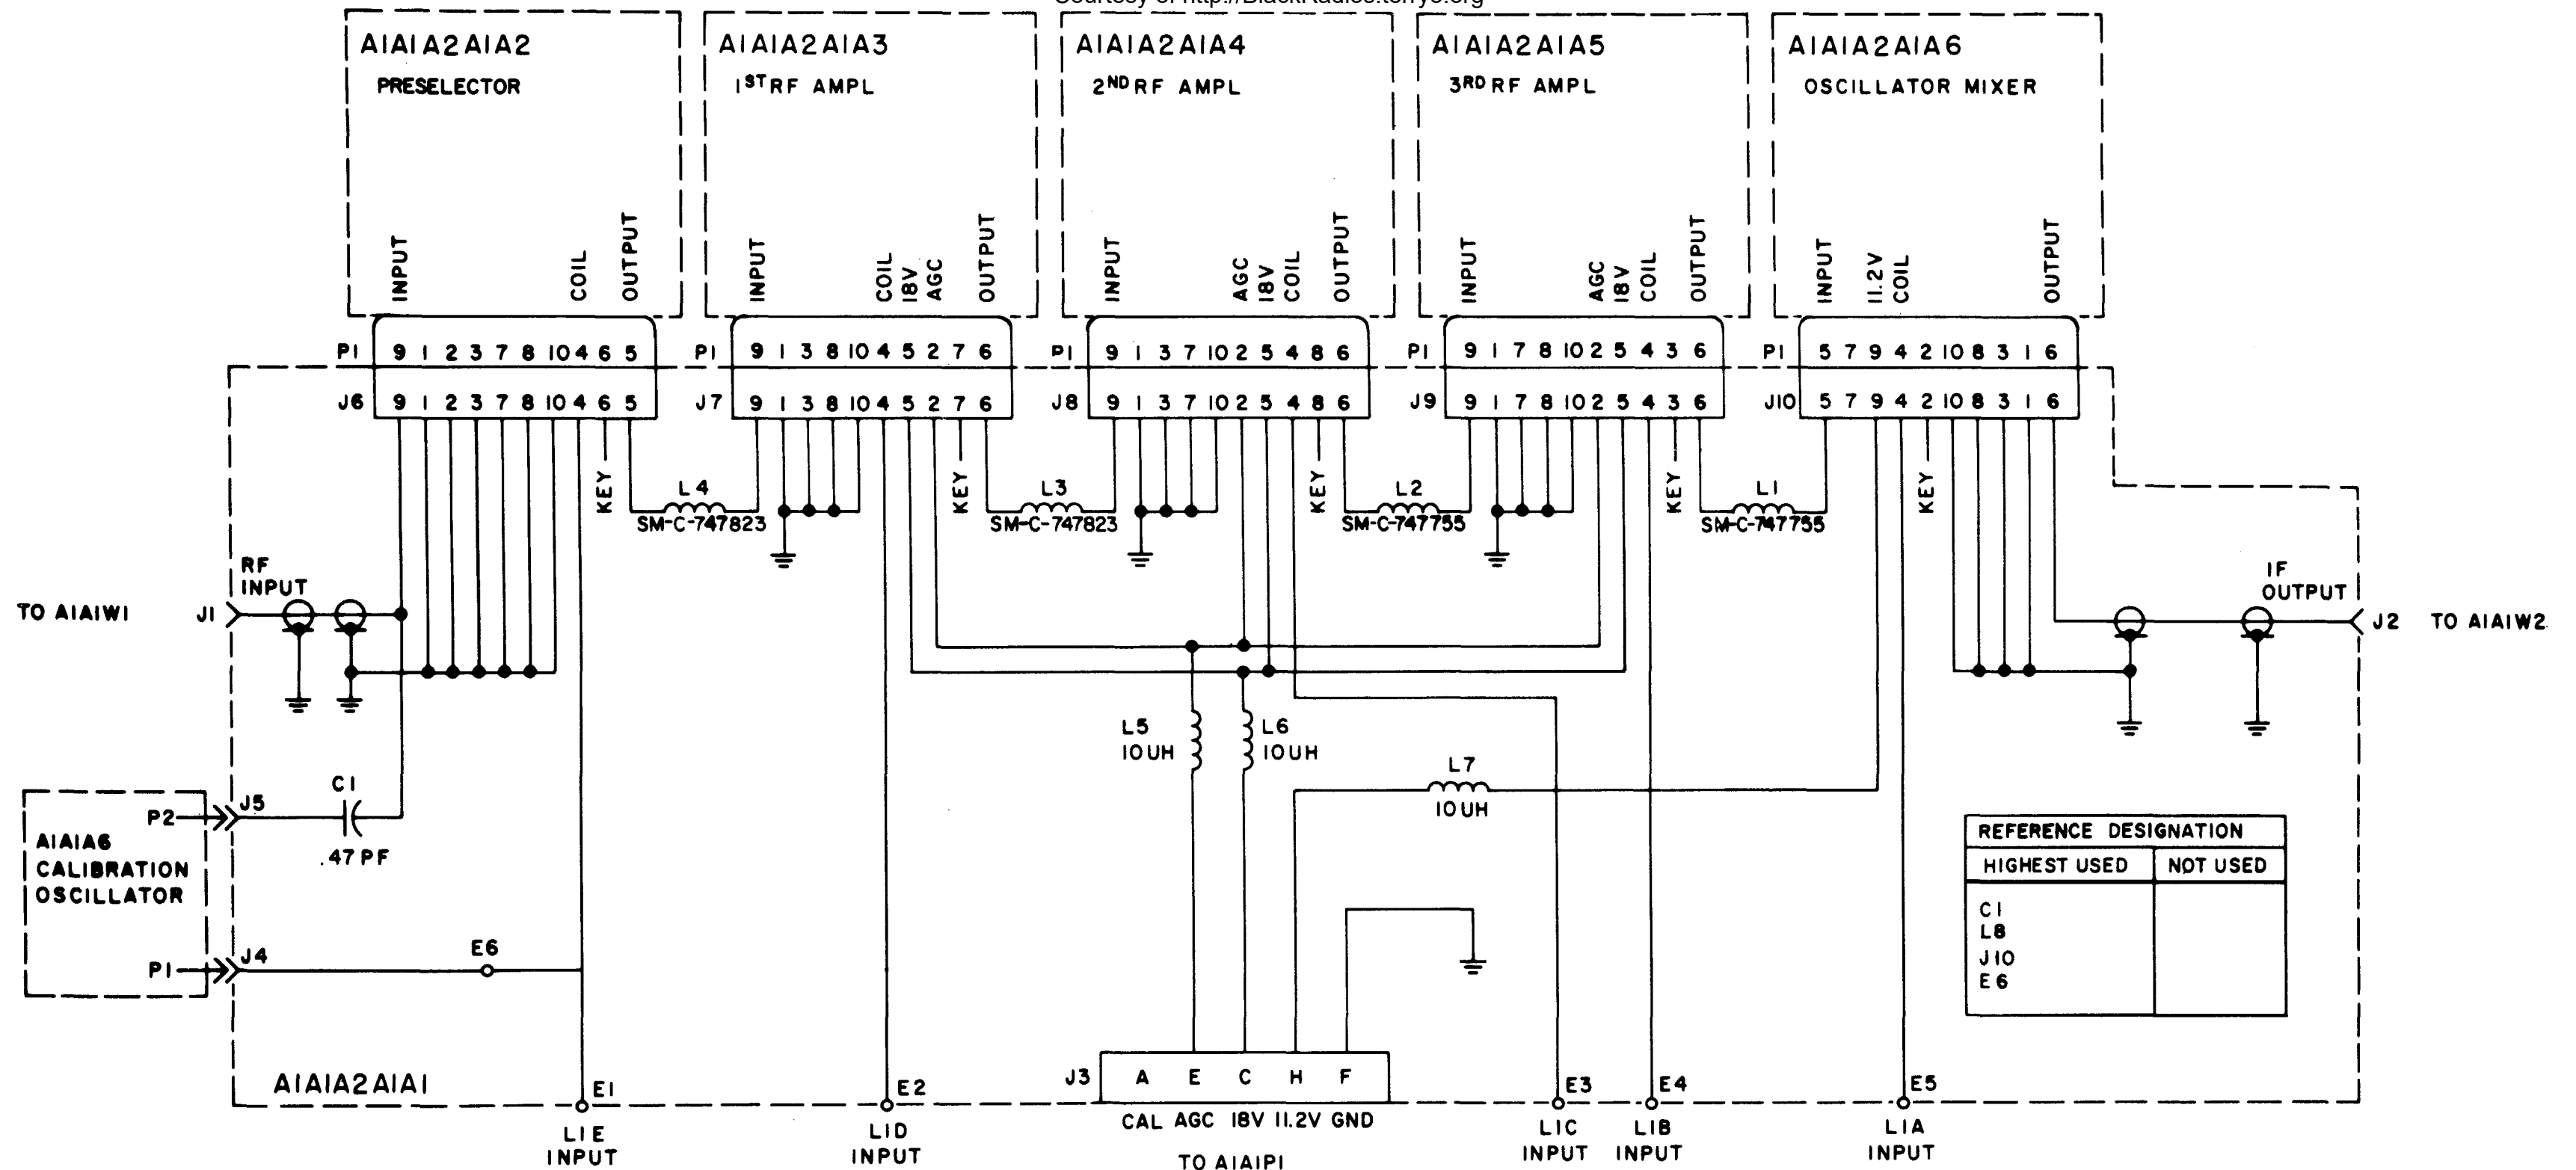 A1A1A2A1A2
PRESELECTOR
INPUT
COIL
OUTPUT
A1A1A2A1A3
1ST RF AMPL
INPUT
COIL
18V
AGC
OUTPUT
A1A1A2A1A4
2ND RF AMPL
INPUT
AGC
18V
COIL
OUTPUT
A1A1A2A1A5
3RD RF AMPL
INPUT
AGC
18V
COIL
OUTPUT
A1A1A2A1A6
OSCILLATOR MIXER
INPUT
11.2V
COIL
OUTPUT
P1 9 1 2 3 7 8 10 4 6 5
P1 9 1 3 8 10 4 5 2 7 6
P1 9 1 3 7 10 2 5 4 8 6
P1 9 1 7 8 10 2 5 4 3 6
P1 5 7 9 4 2 10 8 3 1 6
J6 9 1 2 3 7 8 10 4 6 5
J7 9 1 3 8 10 4 5 2 7 6
J8 9 1 3 7 10 2 5 4 8 6
J9 9 1 7 8 10 2 5 4 3 6
J10 5 7 9 4 2 10 8 3 1 6
KEY
L4
SM-C-747823
KEY
L3
SM-C-747823
KEY
L2
SM-C-747755
KEY
L1
SM-C-747755
KEY
RF
INPUT
TO A1A1W1
J1
IF
OUTPUT
J2
TO A1A1W2
L5
10UH
L6
10UH
L7
10UH
C1
.47PF
P2
J5
A1A1A6
CALIBRATION
OSCILLATOR
P1
J4
E6
REFERENCE DESIGNATION
HIGHEST USED
NOT USED
C1
L8
J10
E6
A1A1A2A1A1
E1
E2
J3 A E C H F
E3
E4
E5
L1E
INPUT
L1D
INPUT
CAL AGC 18V 11.2V GND
TO A1A1P1
L1C
INPUT
L1B
INPUT
L1A
INPUT